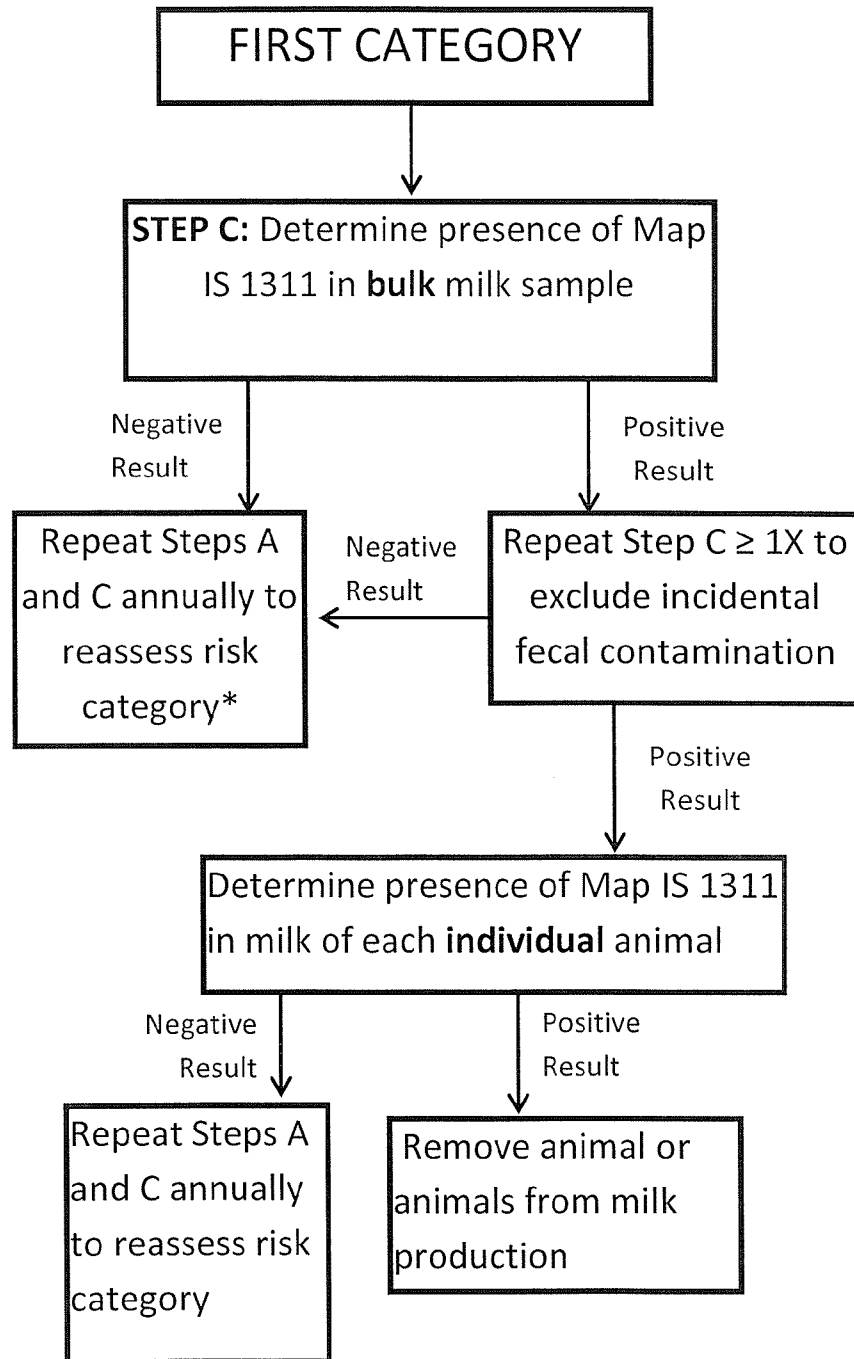 FIRST CATEGORY
STEP C: Determine presence of Map
IS 1311 in bulk milk sample
Negative
Result
Positive
Result
Repeat Steps A
and C annually to
reassess risk
category*
Negative
Result
Repeat Step C ≥ 1X to
exclude incidental
fecal contamination
Positive
Result
Determine presence of Map IS 1311
in milk of each individual animal
Negative
Result
Positive
Result
Repeat Steps A
and C annually
to reassess risk
category
Remove animal or
animals from milk
production